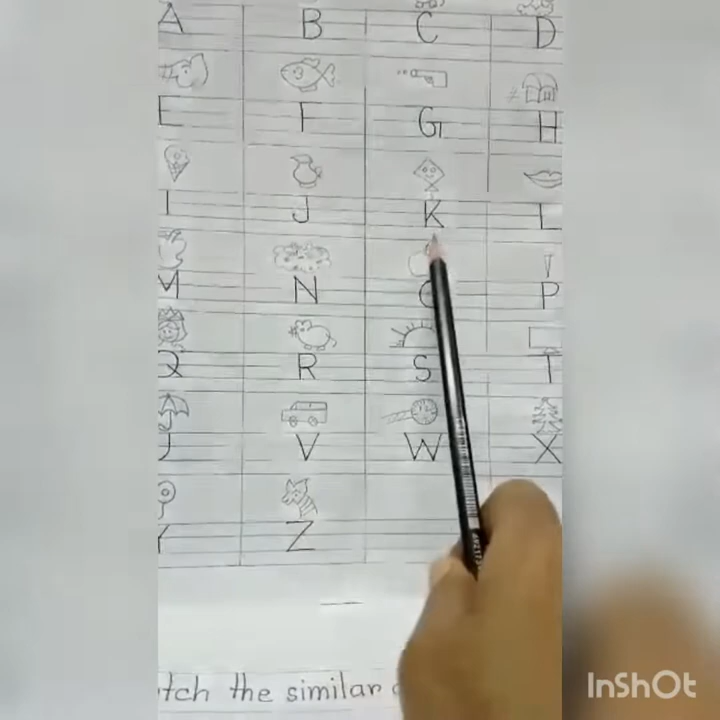 A B C D
E F G H
I J K L
M N P
Q R S T
V W X
Y Z
tch the similar
InShOt